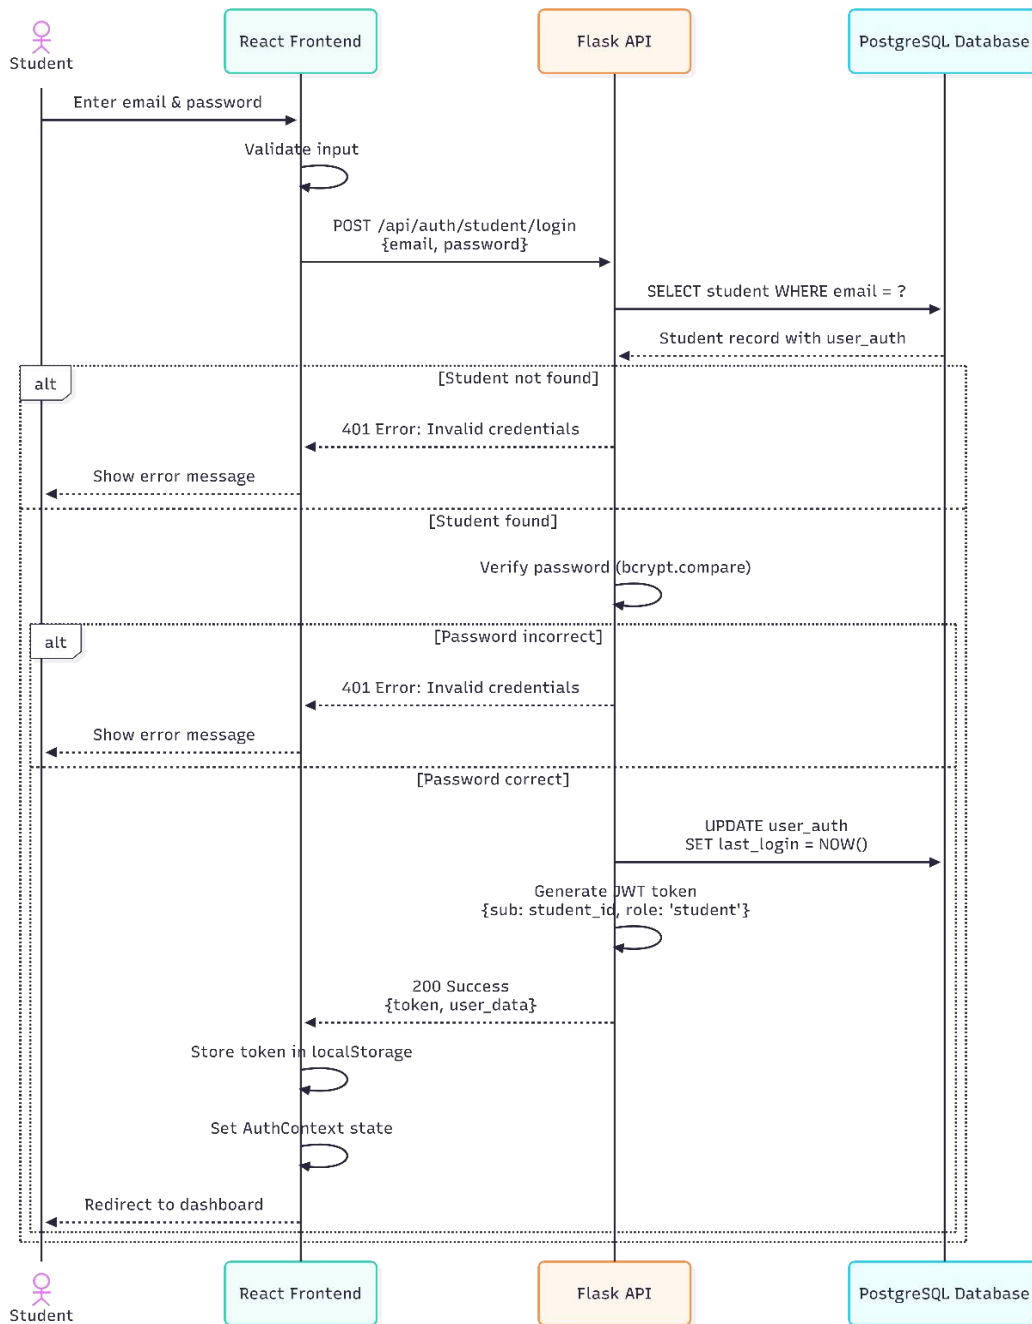 Student
React Frontend
Flask API
PostgreSQL Database
Enter email & password
Validate input
POST /api/auth/student/login
{email, password}
SELECT student WHERE email = ?
Student record with user_auth
alt
[Student not found]
401 Error: Invalid credentials
Show error message
[Student found]
Verify password (bcrypt.compare)
alt
[Password incorrect]
401 Error: Invalid credentials
Show error message
[Password correct]
UPDATE user_auth
SET last_login = NOW()
Generate JWT token
{sub: student_id, role: 'student'}
200 Success
{token, user_data}
Store token in localStorage
Set AuthContext state
Redirect to dashboard
Student
React Frontend
Flask API
PostgreSQL Database